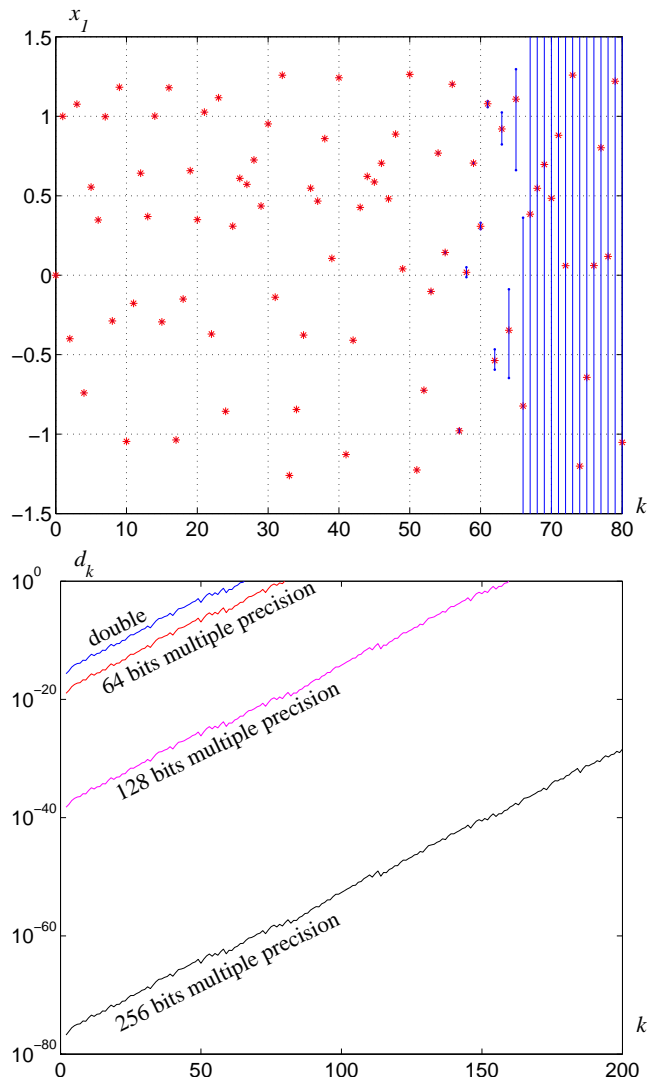 x_1
1.5
1
0.5
0
−0.5
−1
−1.5
0 10 20 30 40 50 60 70 80
k
d_k
10^0
10^−20
10^−40
10^−60
10^−80
double
64 bits multiple precision
128 bits multiple precision
256 bits multiple precision
k
0 50 100 150 200